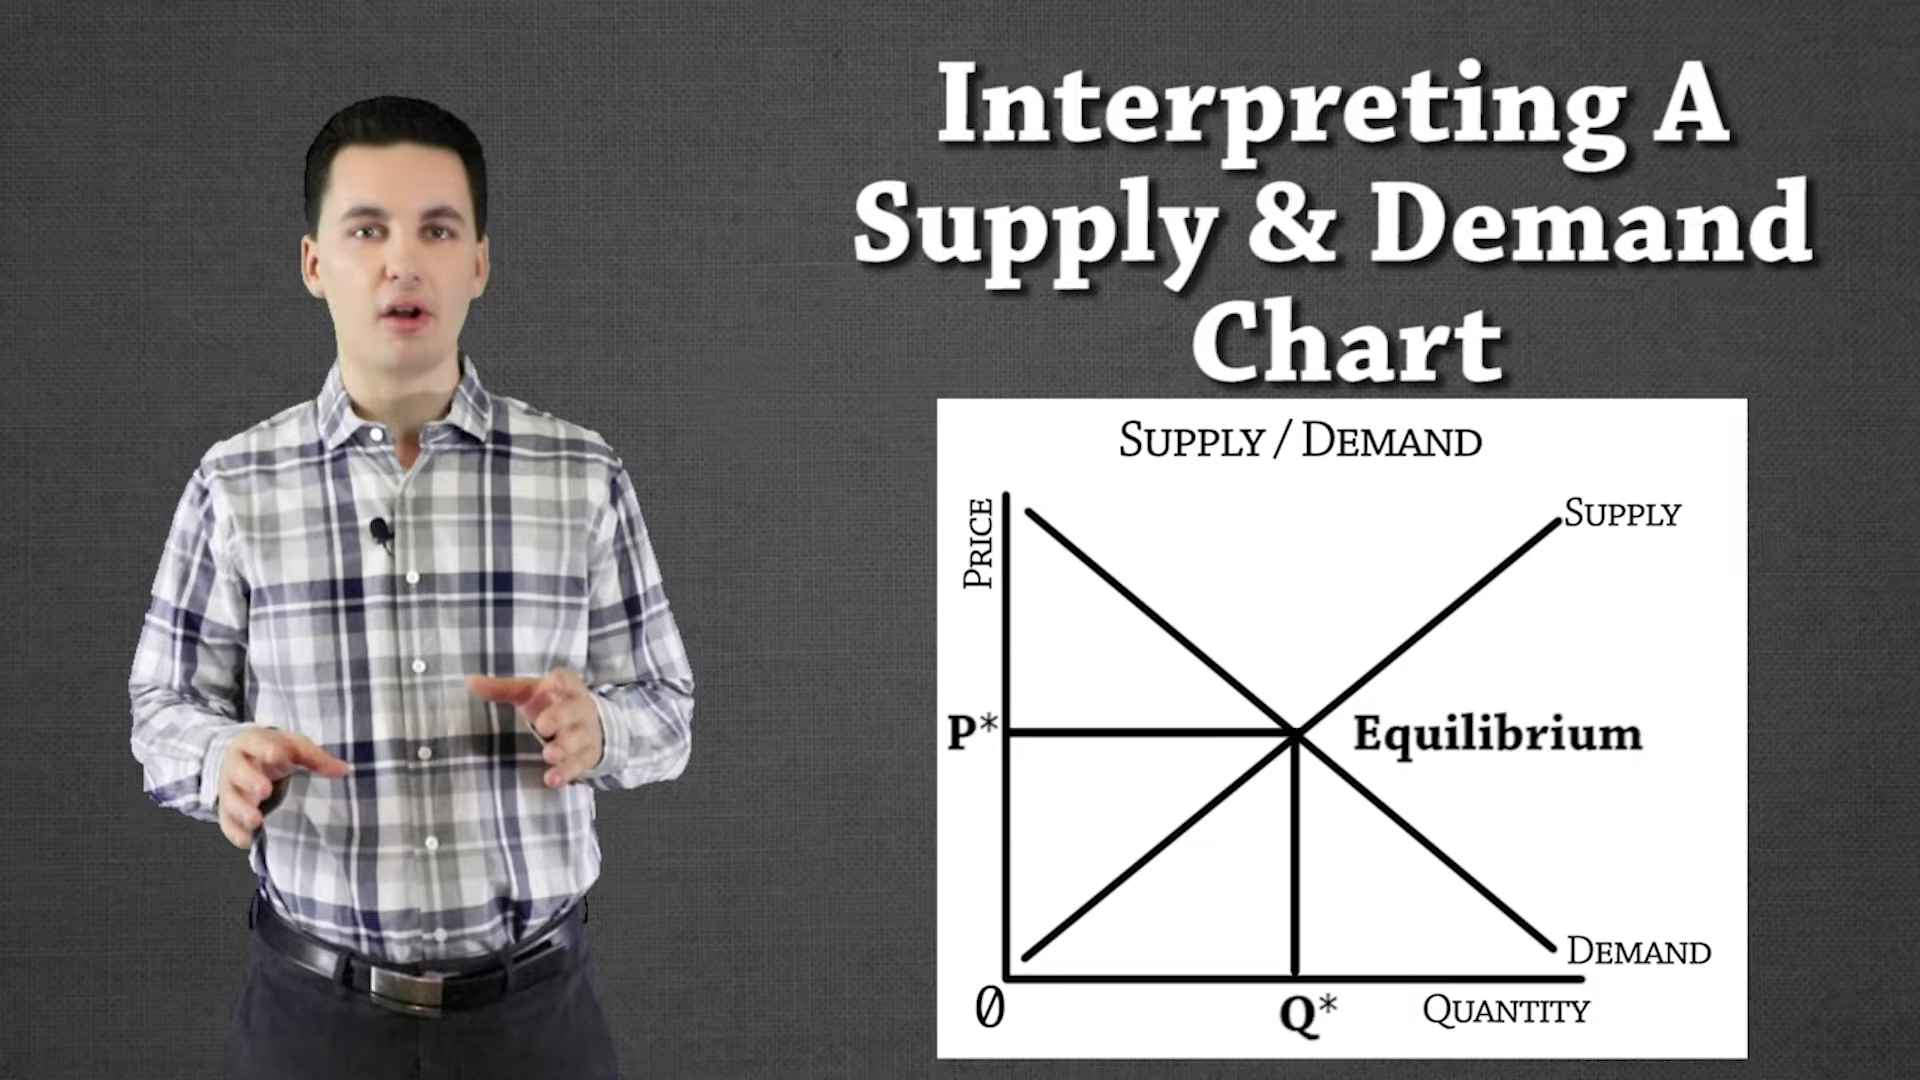 Interpreting A
Supply & Demand
Chart
SUPPLY / DEMAND
PRICE
SUPPLY
P*
Equilibrium
DEMAND
0
Q*
QUANTITY